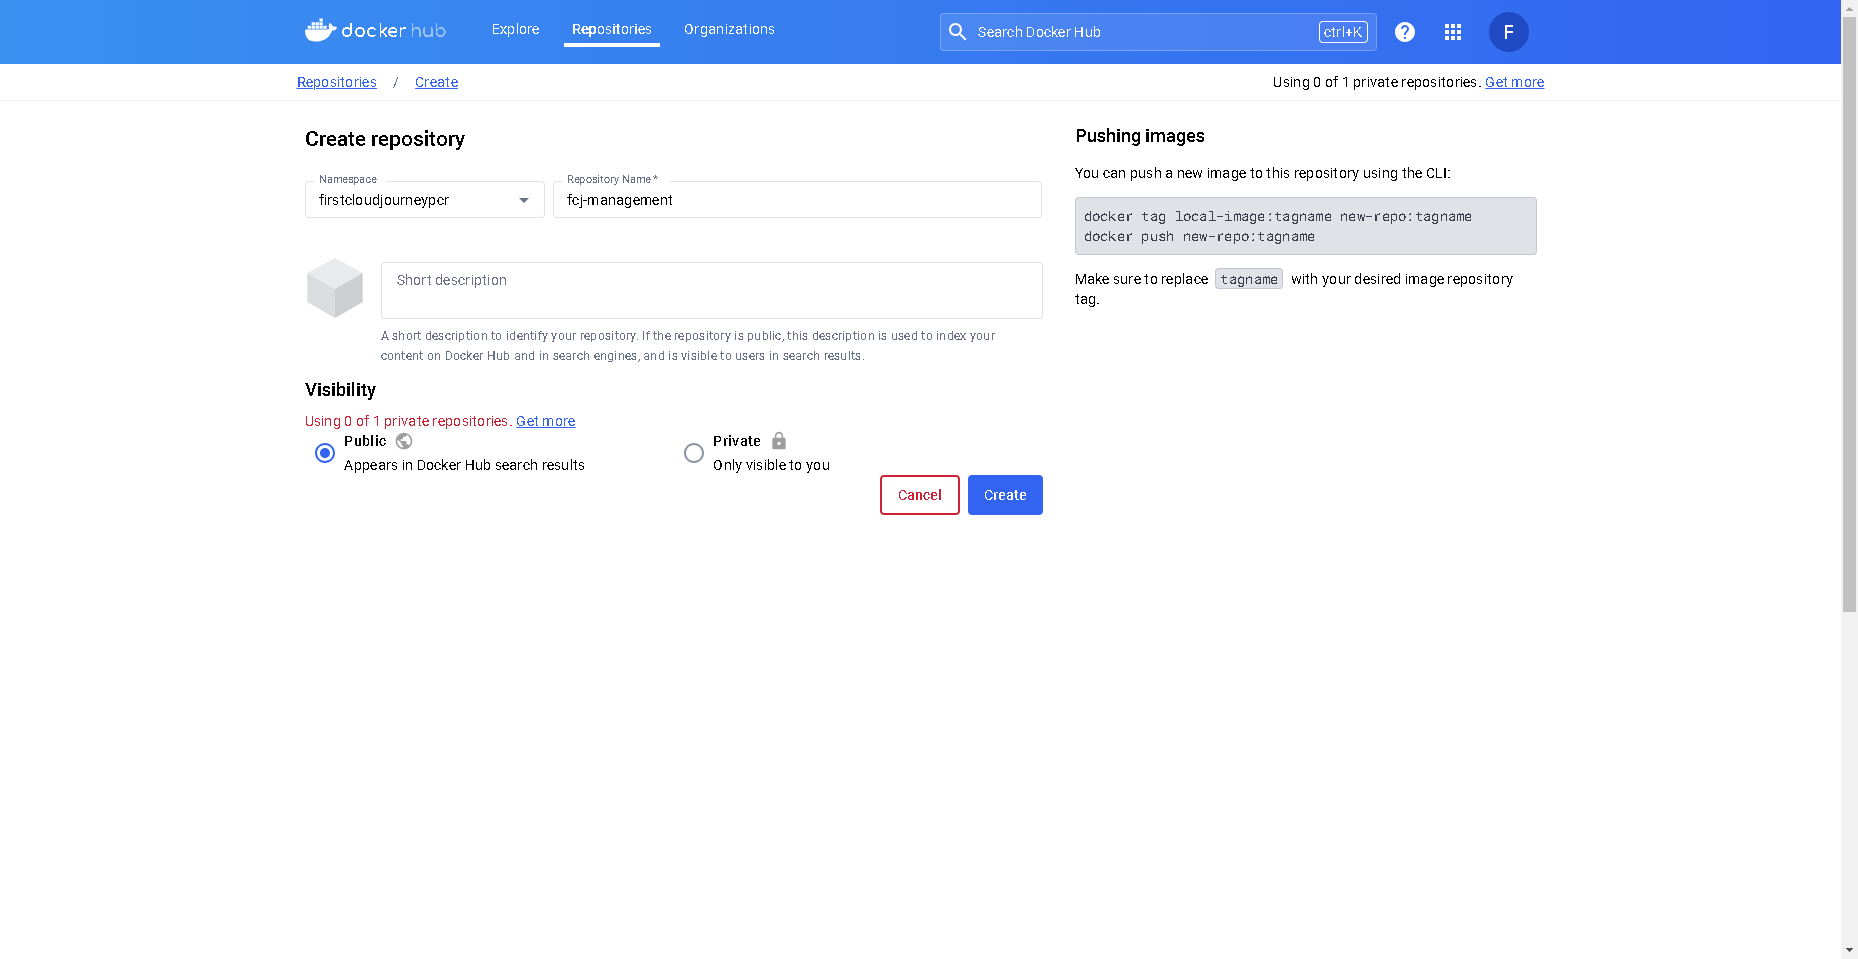 docker hub
Explore
Repositories
Organizations
Search Docker Hub
ctrl+K
?
F
Repositories / Create
Using 0 of 1 private repositories. Get more
Create repository
Namespace
firstcloudjourneypcr
Repository Name *
fcj-management
Short description
A short description to identify your repository. If the repository is public, this description is used to index your
content on Docker Hub and in search engines, and is visible to users in search results.
Visibility
Using 0 of 1 private repositories. Get more
Public
Appears in Docker Hub search results
Private
Only visible to you
Cancel
Create
Pushing images
You can push a new image to this repository using the CLI:
docker tag local-image:tagname new-repo:tagname
docker push new-repo:tagname
Make sure to replace tagname with your desired image repository
tag.